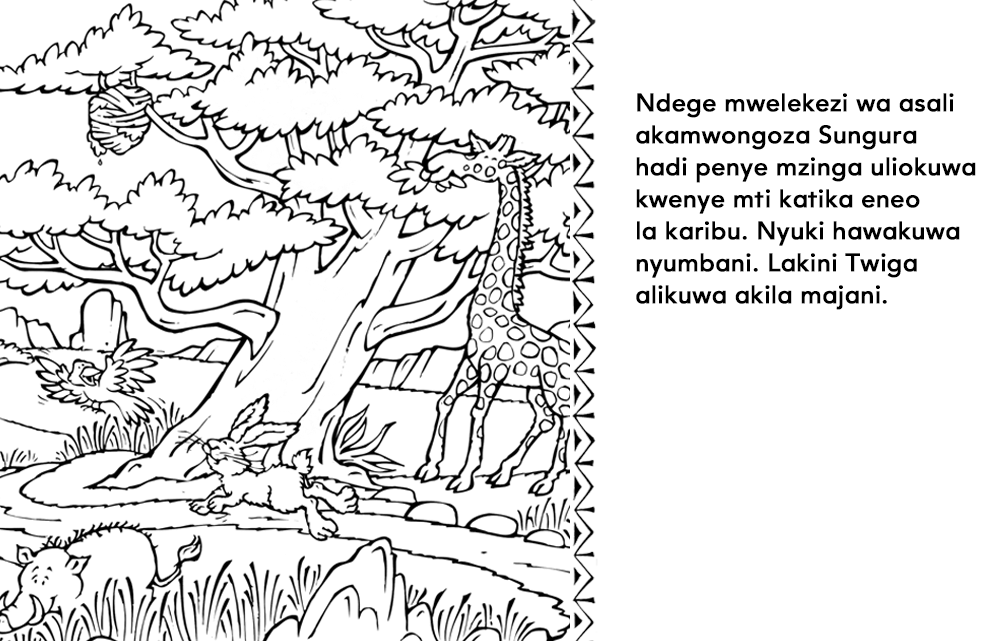 Ndege mwelekezi wa asali
akamwongoza Sungura
hadi penye mzinga uliokuwa
kwenye mti katika eneo
la karibu. Nyuki hawakuwa
nyumbani. Lakini Twiga
alikuwa akila majani.